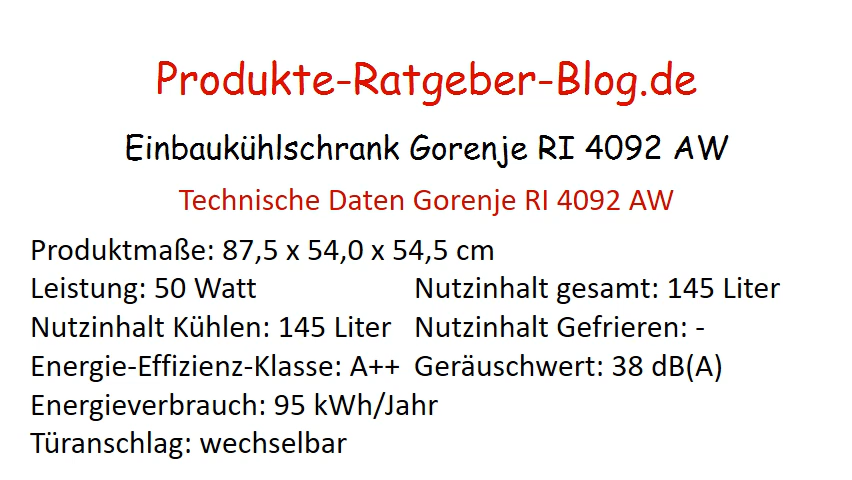 Produkte-Ratgeber-Blog.de
Einbaukühlschrank Gorenje RI 4092 AW
Technische Daten Gorenje RI 4092 AW
Produktmaße: 87,5 x 54,0 x 54,5 cm
Leistung: 50 Watt Nutzinhalt gesamt: 145 Liter
Nutzinhalt Kühlen: 145 Liter Nutzinhalt Gefrieren: -
Energie-Effizienz-Klasse: A++ Geräuschwert: 38 dB(A)
Energieverbrauch: 95 kWh/Jahr
Türanschlag: wechselbar